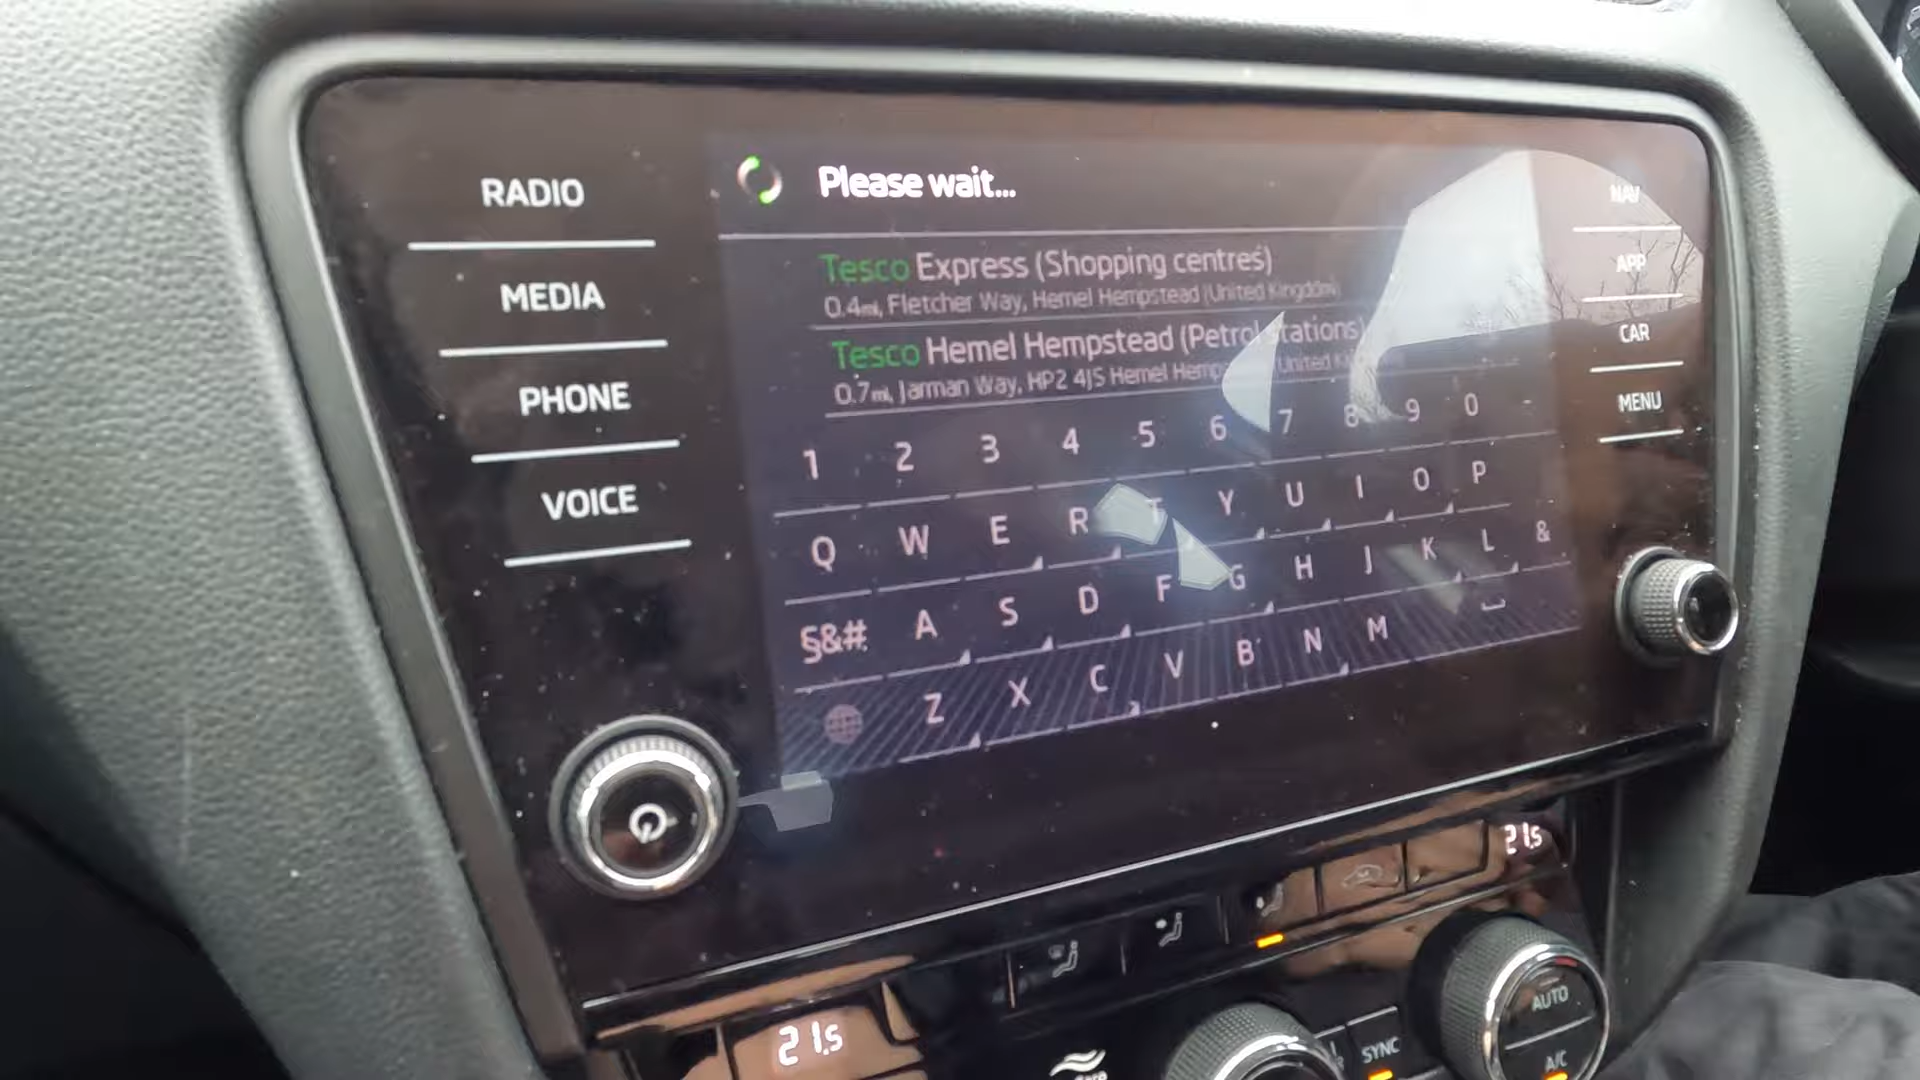 RADIO
MEDIA
PHONE
VOICE
Please wait...
Tesco Express (Shopping centres)
0.4mi, Fletcher Way, Hemel Hempstead (United Kingdom)
Tesco Hemel Hempstead (Petrol stations)
0.7mi, Jarman Way, HP2 4JS Hemel (United
1 2 3 4 5 6 7 8 9 0 -
Q W E R T Y U I O P
§&# A S D F G H J K L &
Z X C V B N M
NAV
APP
CAR
MENU
21.5
21.5
SYNC
AUTO
A/C